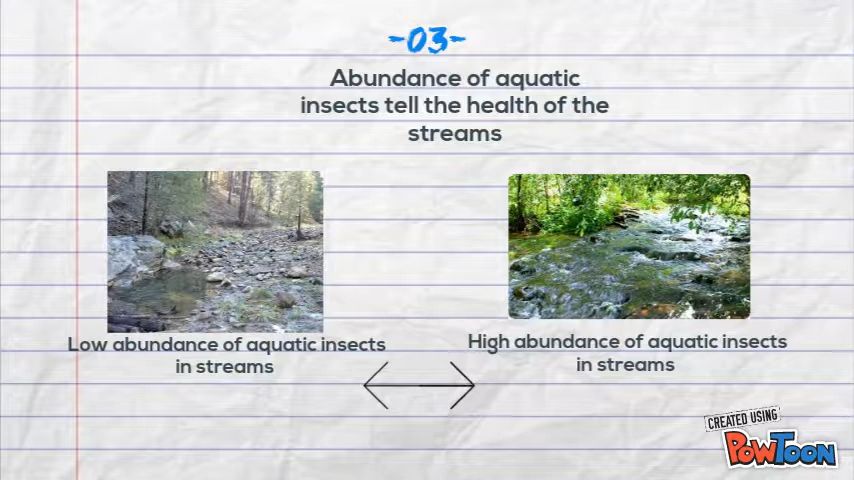 -03-
Abundance of aquatic
insects tell the health of the
streams
Low abundance of aquatic insects
in streams
High abundance of aquatic insects
in streams
CREATED USING
POWTOON